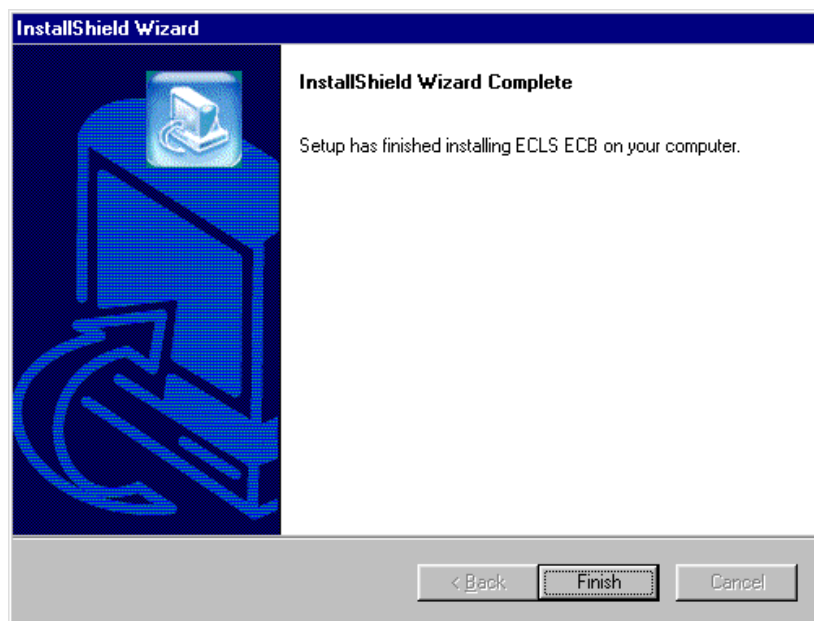 InstallShield Wizard
InstallShield Wizard Complete
Setup has finished installing ECLS ECB on your computer.
< Back
Finish
Cancel